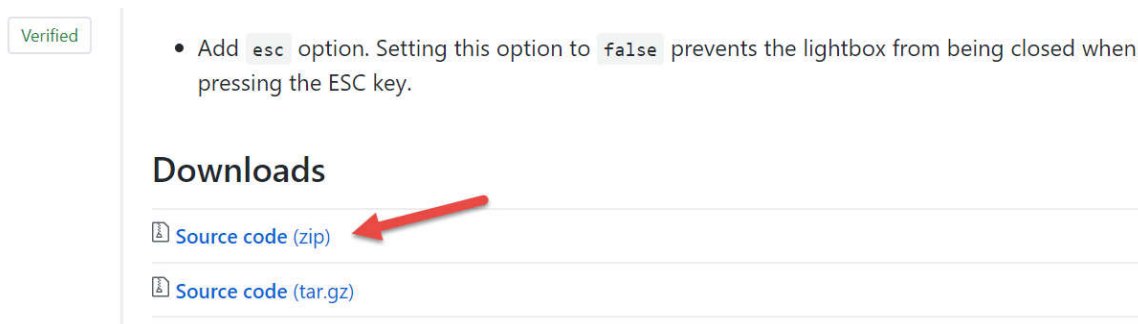 Verified
Add esc option. Setting this option to false prevents the lightbox from being closed when
pressing the ESC key.
Downloads
Source code (zip)
Source code (tar.gz)